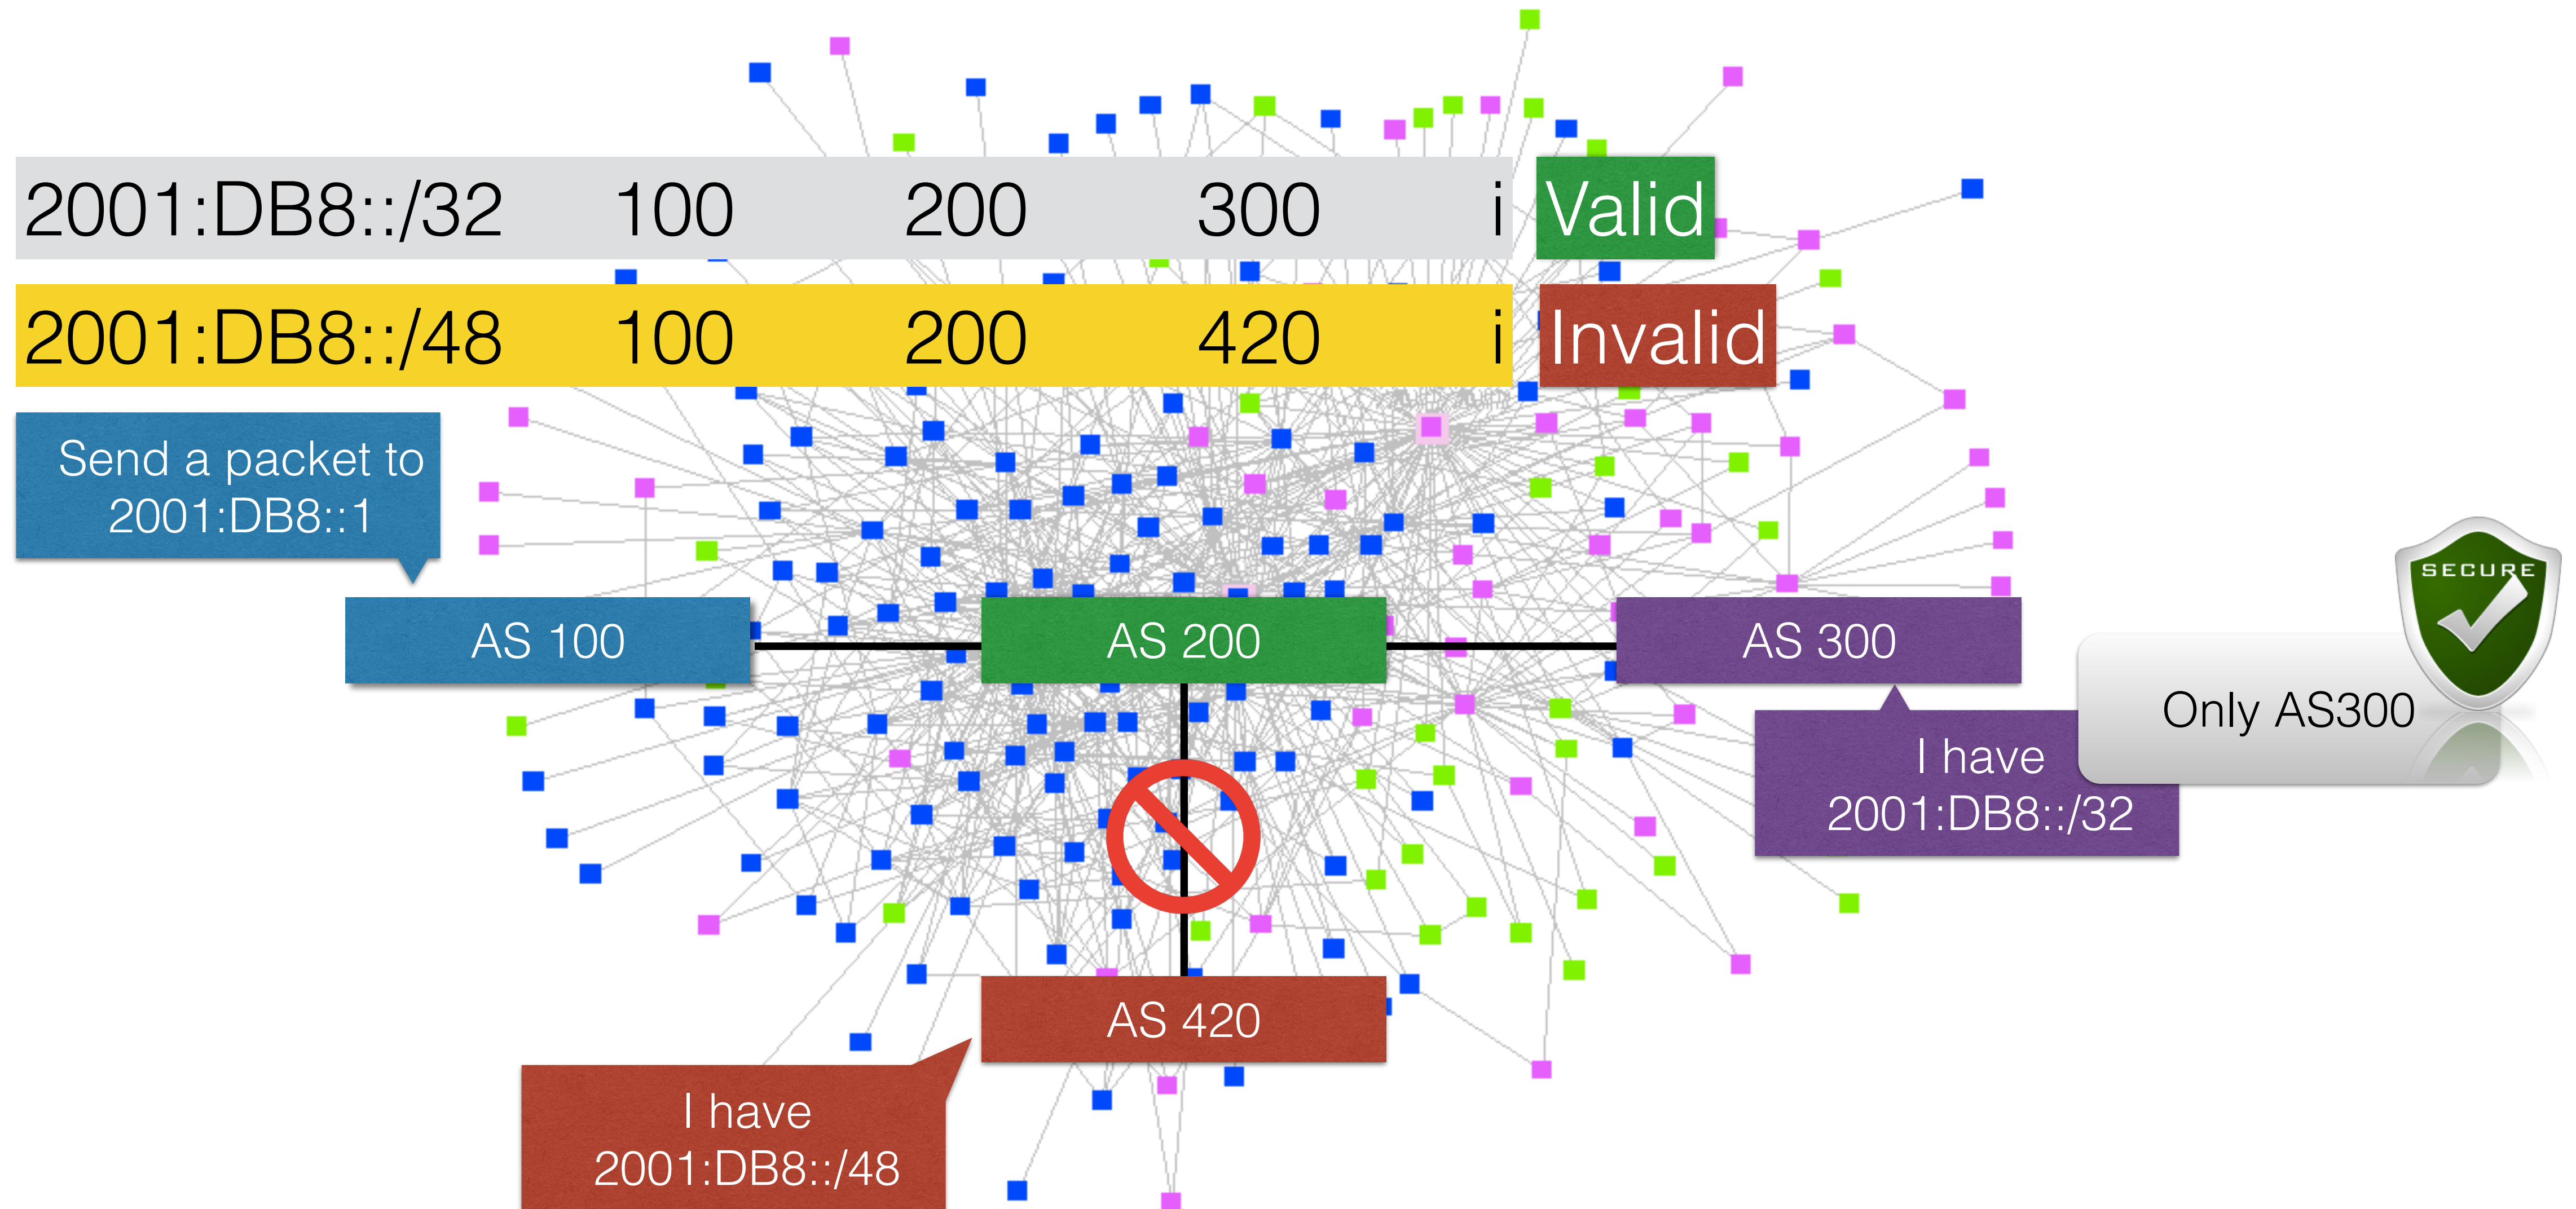 2001:DB8::/32 100 200 300 i Valid
2001:DB8::/48 100 200 420 i Invalid
Send a packet to
2001:DB8::1
AS 100
AS 200
AS 300
SECURE
Only AS300
I have
2001:DB8::/32
AS 420
I have
2001:DB8::/48